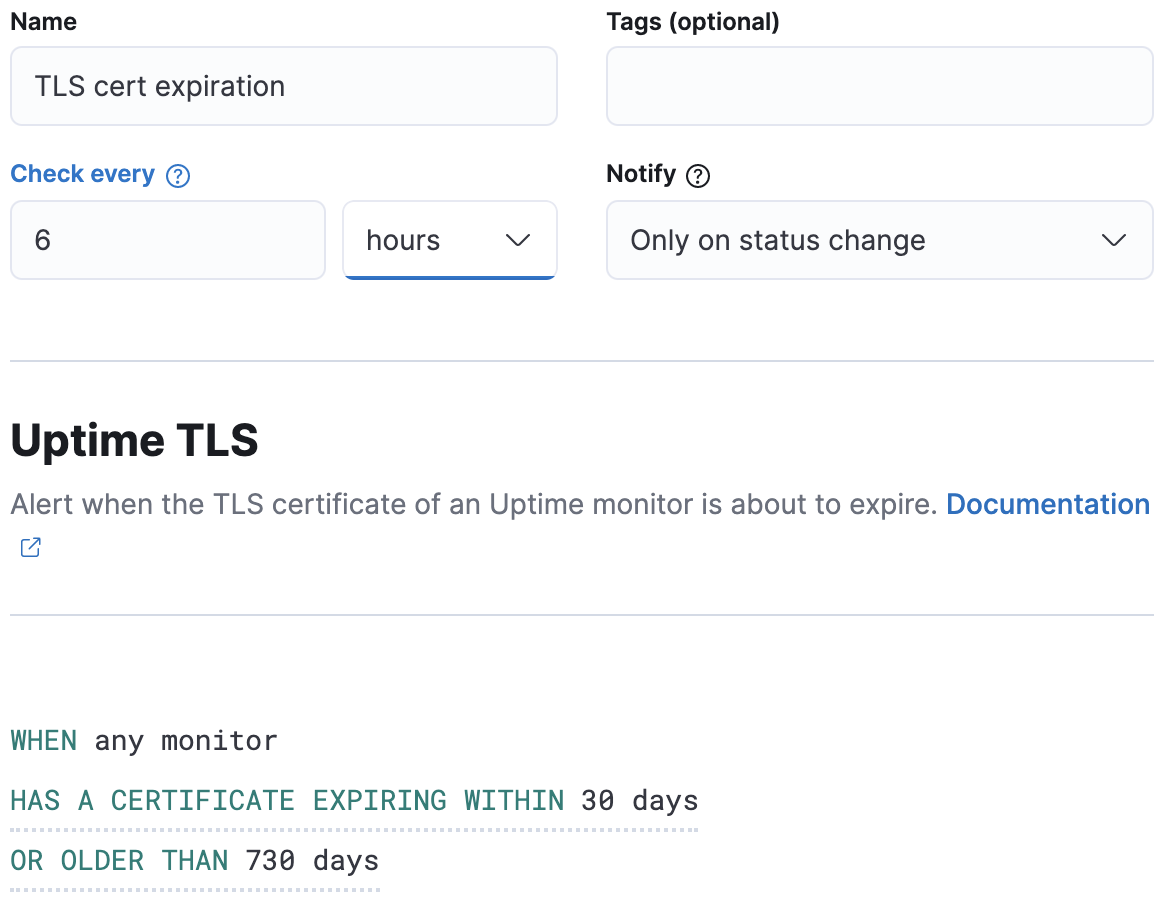 Name
Tags (optional)
TLS cert expiration
Check every
Notify
6
hours
Only on status change
Uptime TLS
Alert when the TLS certificate of an Uptime monitor is about to expire. Documentation
WHEN any monitor
HAS A CERTIFICATE EXPIRING WITHIN 30 days
OR OLDER THAN 730 days